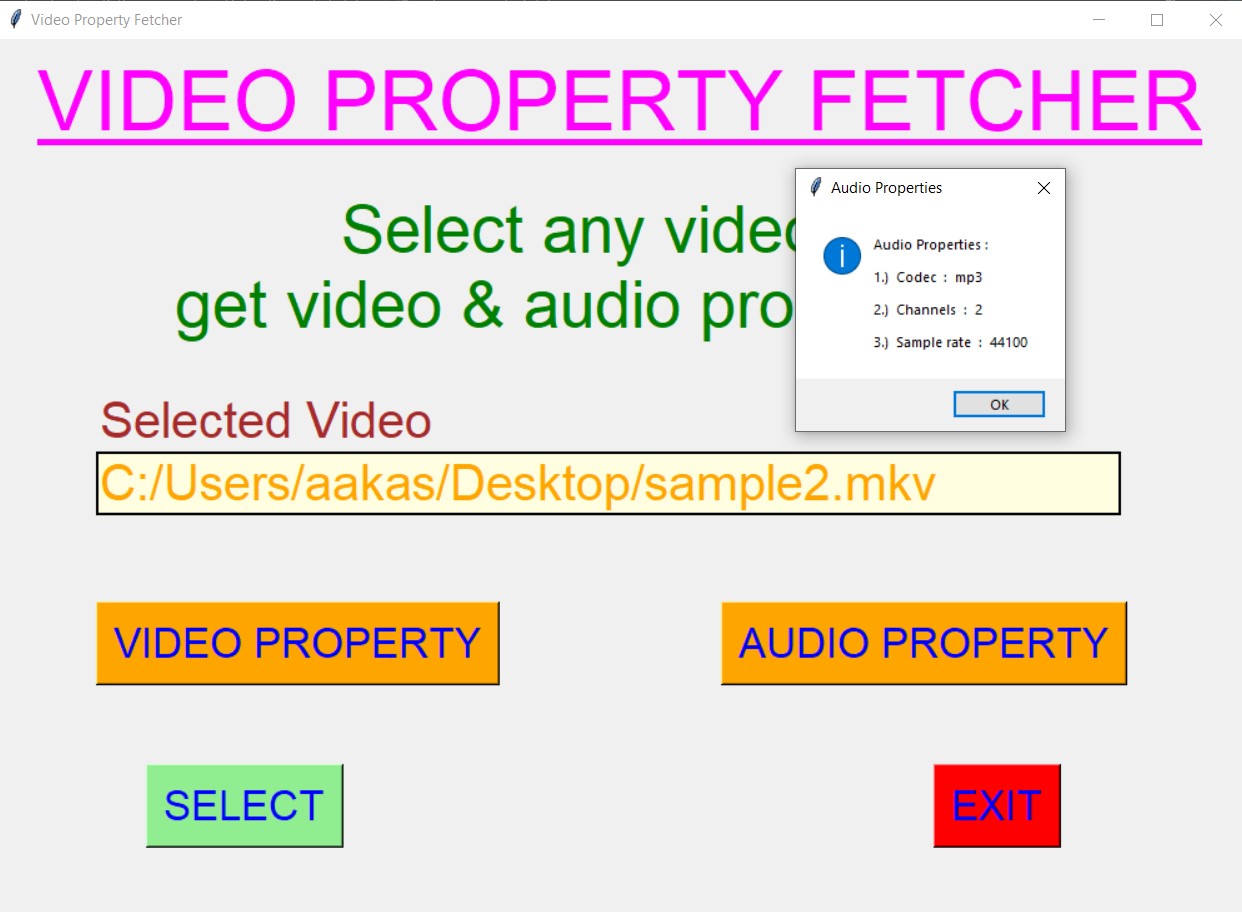 Video Property Fetcher
VIDEO PROPERTY FETCHER
Select any
get video & audio
Audio Properties
Audio Properties :
1.) Codec : mp3
2.) Channels : 2
3.) Sample rate : 44100
OK
Selected Video
C:/Users/aakas/Desktop/sample2.mkv
VIDEO PROPERTY
AUDIO PROPERTY
SELECT
EXIT